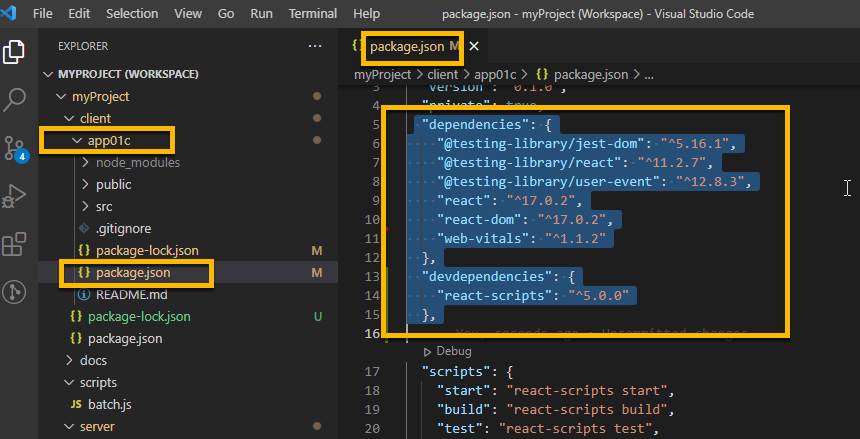 File Edit Selection View Go Run Terminal Help package.json - myProject (Workspace) - Visual Studio Code
EXPLORER
MYPROJECT (WORKSPACE)
myProject
client
app01c
node_modules
public
src
.gitignore
package-lock.json M
package.json M
README.md
package-lock.json U
package.json
docs
scripts
JS batch.js
server
4
{} package.json M ×
myProject > client > app01c > {} package.json > ...
"version": "0.1.0",
4 "private": true,
5 "dependencies": {
6 "@testing-library/jest-dom": "^5.16.1",
7 "@testing-library/react": "^11.2.7",
8 "@testing-library/user-event": "^12.8.3",
9 "react": "^17.0.2",
10 "react-dom": "^17.0.2",
11 "web-vitals": "^1.1.2"
12 },
13 "devdependencies": {
14 "react-scripts": "^5.0.0"
15 },
16 You, seconds ago • Uncommitted changes
Debug
17 "scripts": {
18 "start": "react-scripts start",
19 "build": "react-scripts build",
20 "test": "react-scripts test",